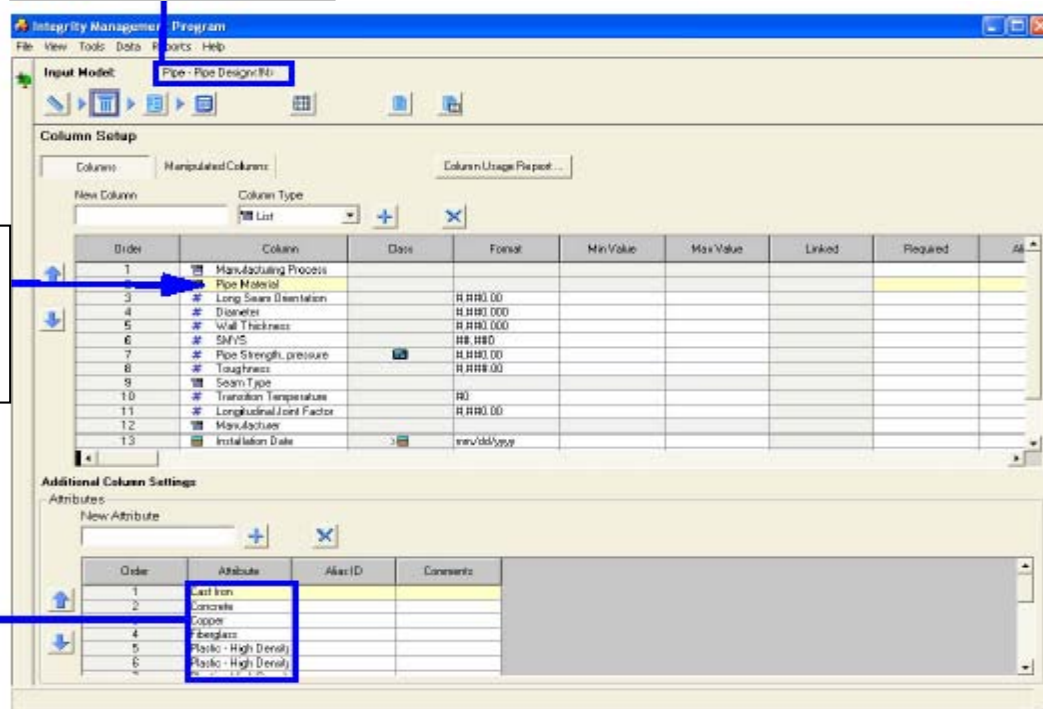 Integrity Management Program
File View Tools Data Reports Help
Input Model: Pipe - Pipe Design<IN>
Column Setup
Columns Manipulated Columns Column Usage Report ...
New Column Column Type
List
Order Column Class Format Min Value Max Value Linked Required
1 Manufacturing Process
2 Pipe Material
3 # Long Seam Orientation #,##0.00
4 # Diameter #,##0.000
5 # Wall Thickness #,##0.000
6 # SMYS ##,##0
7 # Pipe Strength, pressure #,##0.00
8 # Toughness #,###.00
9 Seam Type
10 # Transition Temperature #0
11 # Longitudinal Joint Factor #,##0.00
12 Manufacturer
13 Installation Date mm/dd/yyyy
Additional Column Settings
Attributes
New Attribute
Order Attribute Alias ID Comments
1 Cast Iron
2 Concrete
3 Copper
4 Fiberglass
5 Plastic - High Density
6 Plastic - High Density